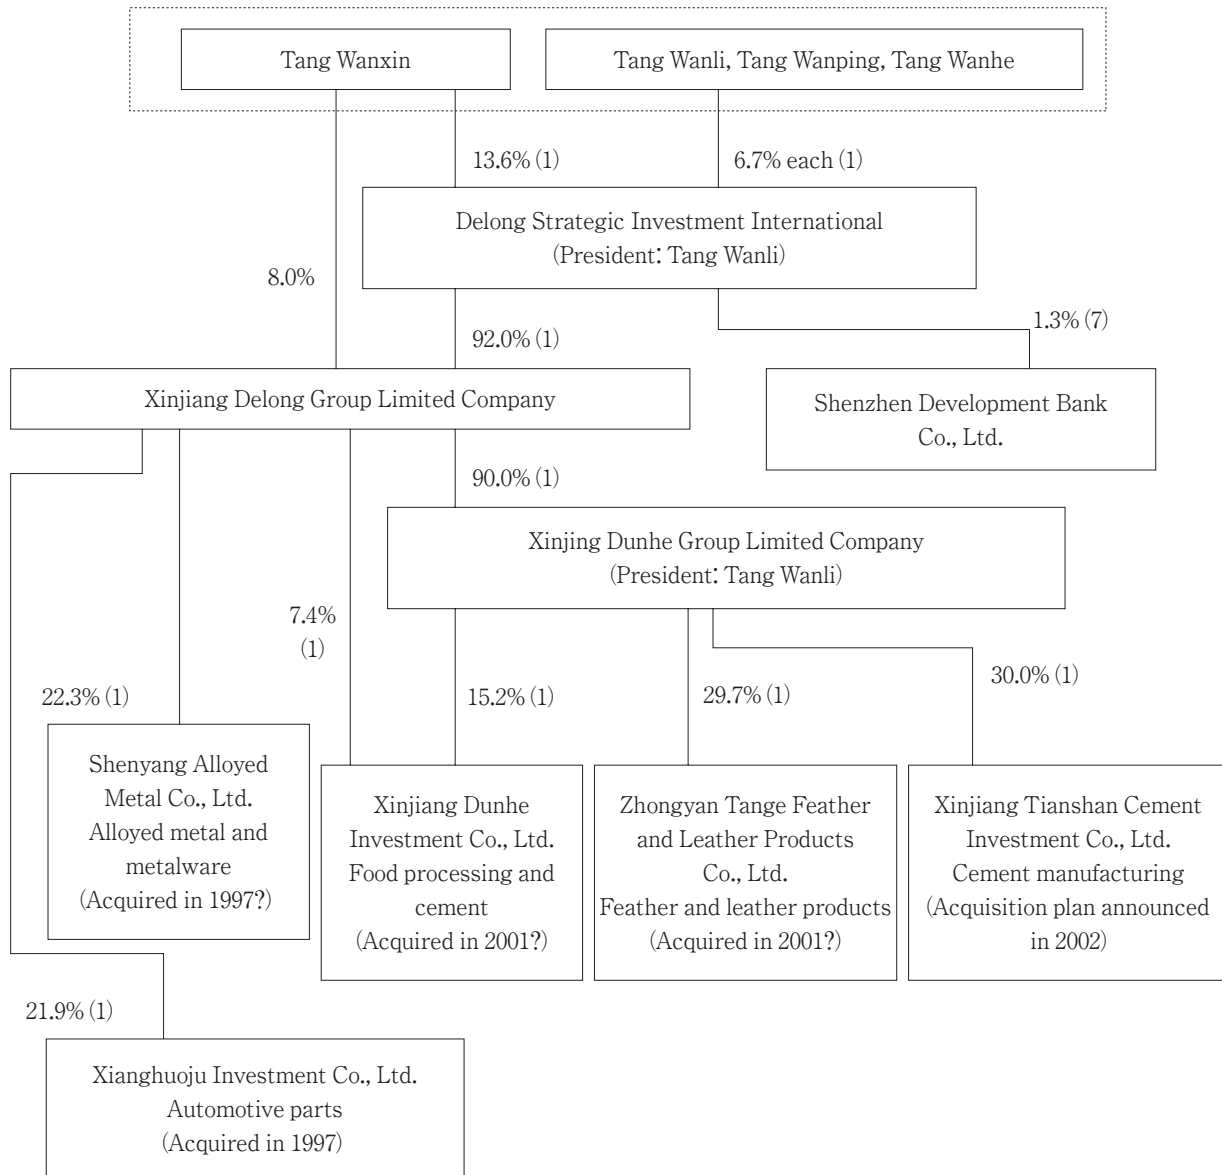 Tang Wanxin
Tang Wanli, Tang Wanping, Tang Wanhe
13.6% (1)
6.7% each (1)
Delong Strategic Investment International
(President: Tang Wanli)
8.0%
92.0% (1)
1.3% (7)
Xinjiang Delong Group Limited Company
Shenzhen Development Bank
Co., Ltd.
90.0% (1)
Xinjing Dunhe Group Limited Company
(President: Tang Wanli)
7.4%
(1)
22.3% (1)
15.2% (1)
29.7% (1)
30.0% (1)
Shenyang Alloyed
Metal Co., Ltd.
Alloyed metal and
metalware
(Acquired in 1997?)
Xinjiang Dunhe
Investment Co., Ltd.
Food processing and
cement
(Acquired in 2001?)
Zhongyan Tange Feather
and Leather Products
Co., Ltd.
Feather and leather products
(Acquired in 2001?)
Xinjiang Tianshan Cement
Investment Co., Ltd.
Cement manufacturing
(Acquisition plan announced
in 2002)
21.9% (1)
Xianghuoju Investment Co., Ltd.
Automotive parts
(Acquired in 1997)